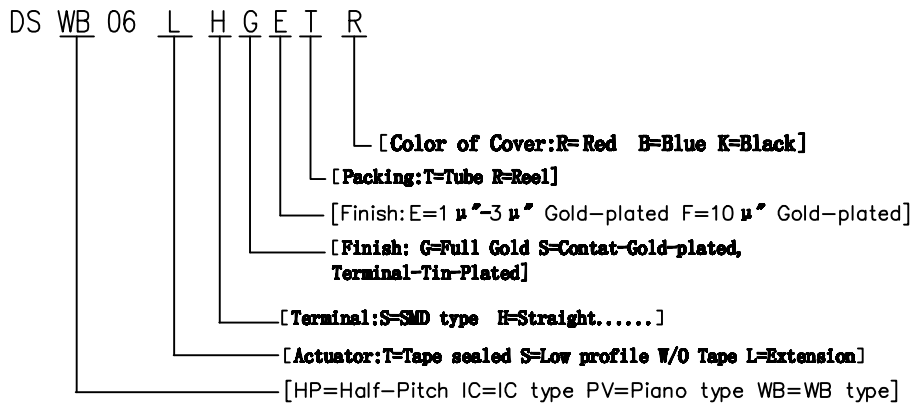 DS WB 06 L H G E T R
[Color of Cover:R=Red B=Blue K=Black]
[Packing:T=Tube R=Reel]
[Finish:E=1 μ"-3 μ" Gold-plated F=10 μ" Gold-plated]
[Finish: G=Full Gold S=Contat-Gold-plated,
Terminal-Tin-Plated]
[Terminal:S=SMD type H=Straight......]
[Actuator:T=Tape sealed S=Low profile W/O Tape L=Extension]
[HP=Half-Pitch IC=IC type PV=Piano type WB=WB type]